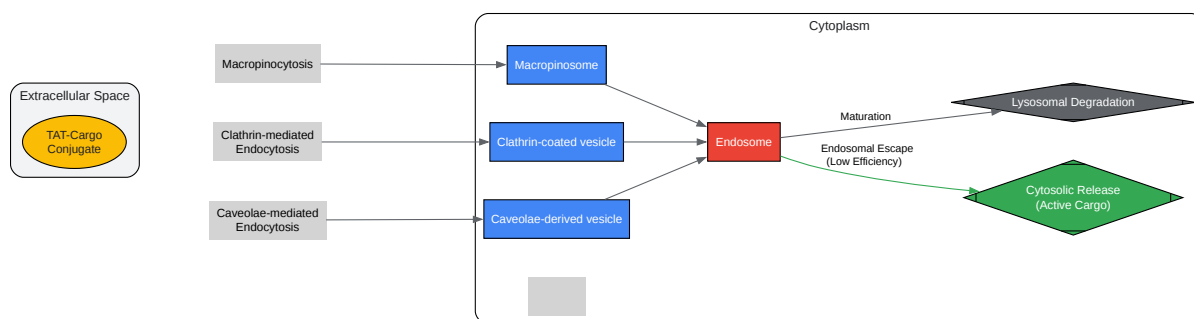 Cytoplasm
Extracellular Space
TAT-Cargo
Conjugate
Macropinocytosis
Clathrin-mediated
Endocytosis
Caveolae-mediated
Endocytosis
Macropinosome
Clathrin-coated vesicle
Caveolae-derived vesicle
Endosome
Maturation
Endosomal Escape
(Low Efficiency)
Lysosomal Degradation
Cytosolic Release
(Active Cargo)